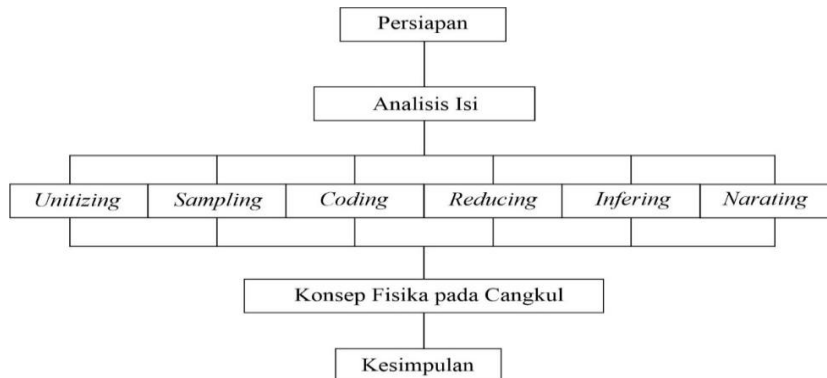 Persiapan
Analisis Isi
Unitizing
Sampling
Coding
Reducing
Infering
Narating
Konsep Fisika pada Cangkul
Kesimpulan